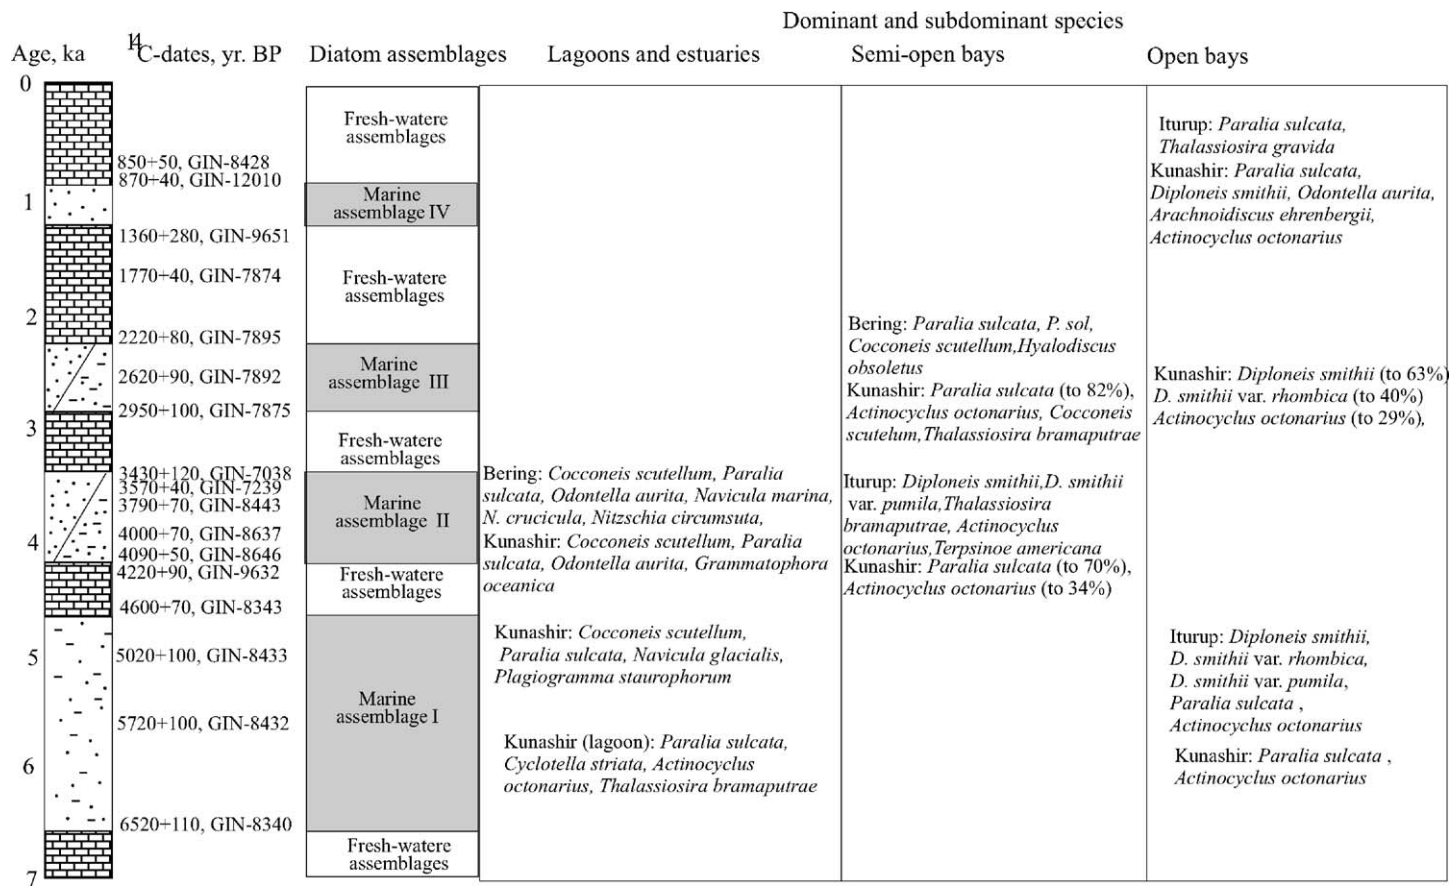 Dominant and subdominant species
Age, ka
14C-dates, yr. BP
Diatom assemblages
Lagoons and estuaries
Semi-open bays
Open bays
0
1
2
3
4
5
6
7
850+50, GIN-8428
870+40, GIN-12010
1360+280, GIN-9651
1770+40, GIN-7874
2220+80, GIN-7895
2620+90, GIN-7892
2950+100, GIN-7875
3430+120, GIN-7038
3570+40, GIN-7239
3790+70, GIN-8443
4000+70, GIN-8637
4090+50, GIN-8646
4220+90, GIN-9632
4600+70, GIN-8343
5020+100, GIN-8433
5720+100, GIN-8432
6520+110, GIN-8340
Fresh-watere
assemblages
Marine
assemblage IV
Fresh-watere
assemblages
Marine
assemblage III
Fresh-watere
assemblages
Marine
assemblage II
Fresh-watere
assemblages
Marine
assemblage I
Fresh-watere
assemblages
Bering: Cocconeis scutellum, Paralia
sulcata, Odontella aurita, Navicula marina,
N. crucicula, Nitzschia circumsuta,
Kunashir: Cocconeis scutellum, Paralia
sulcata, Odontella aurita, Grammatophora
oceanica
Kunashir: Cocconeis scutellum,
Paralia sulcata, Navicula glacialis,
Plagiogramma staurophorum
Kunashir (lagoon): Paralia sulcata,
Cyclotella striata, Actinocyclus
octonarius, Thalassiosira bramaputrae
Bering: Paralia sulcata, P. sol,
Cocconeis scutellum,Hyalodiscus
obsoletus
Kunashir: Paralia sulcata (to 82%),
Actinocyclus octonarius, Cocconeis
scutelum,Thalassiosira bramaputrae
Iturup: Diploneis smithii,D. smithii
var. pumila,Thalassiosira
bramaputrae, Actinocyclus
octonarius,Terpsinoe americana
Kunashir: Paralia sulcata (to 70%),
Actinocyclus octonarius (to 34%)
Iturup: Paralia sulcata,
Thalassiosira gravida
Kunashir: Paralia sulcata,
Diploneis smithii, Odontella aurita,
Arachnoidiscus ehrenbergii,
Actinocyclus octonarius
Kunashir: Diploneis smithii (to 63%)
D. smithii var. rhombica (to 40%)
Actinocyclus octonarius (to 29%),
Iturup: Diploneis smithii,
D. smithii var. rhombica,
D. smithii var. pumila,
Paralia sulcata ,
Actinocyclus octonarius
Kunashir: Paralia sulcata ,
Actinocyclus octonarius